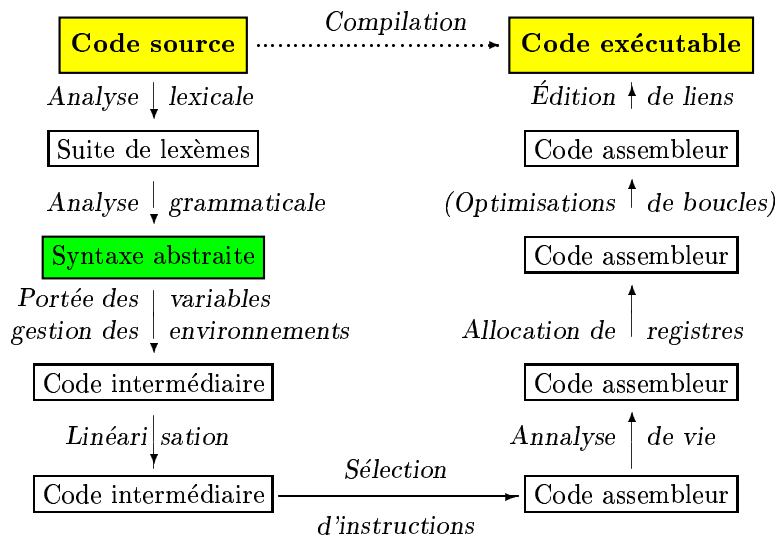 Code source
Compilation
Code exécutable
Analyse lexicale
Édition de liens
Suite de lexèmes
Code assembleur
Analyse grammaticale
(Optimisations de boucles)
Syntaxe abstraite
Code assembleur
Portée des variables
gestion des environnements
Allocation de registres
Code intermédiaire
Code assembleur
Linéari sation
Annalyse de vie
Code intermédiaire
Sélection
d'instructions
Code assembleur